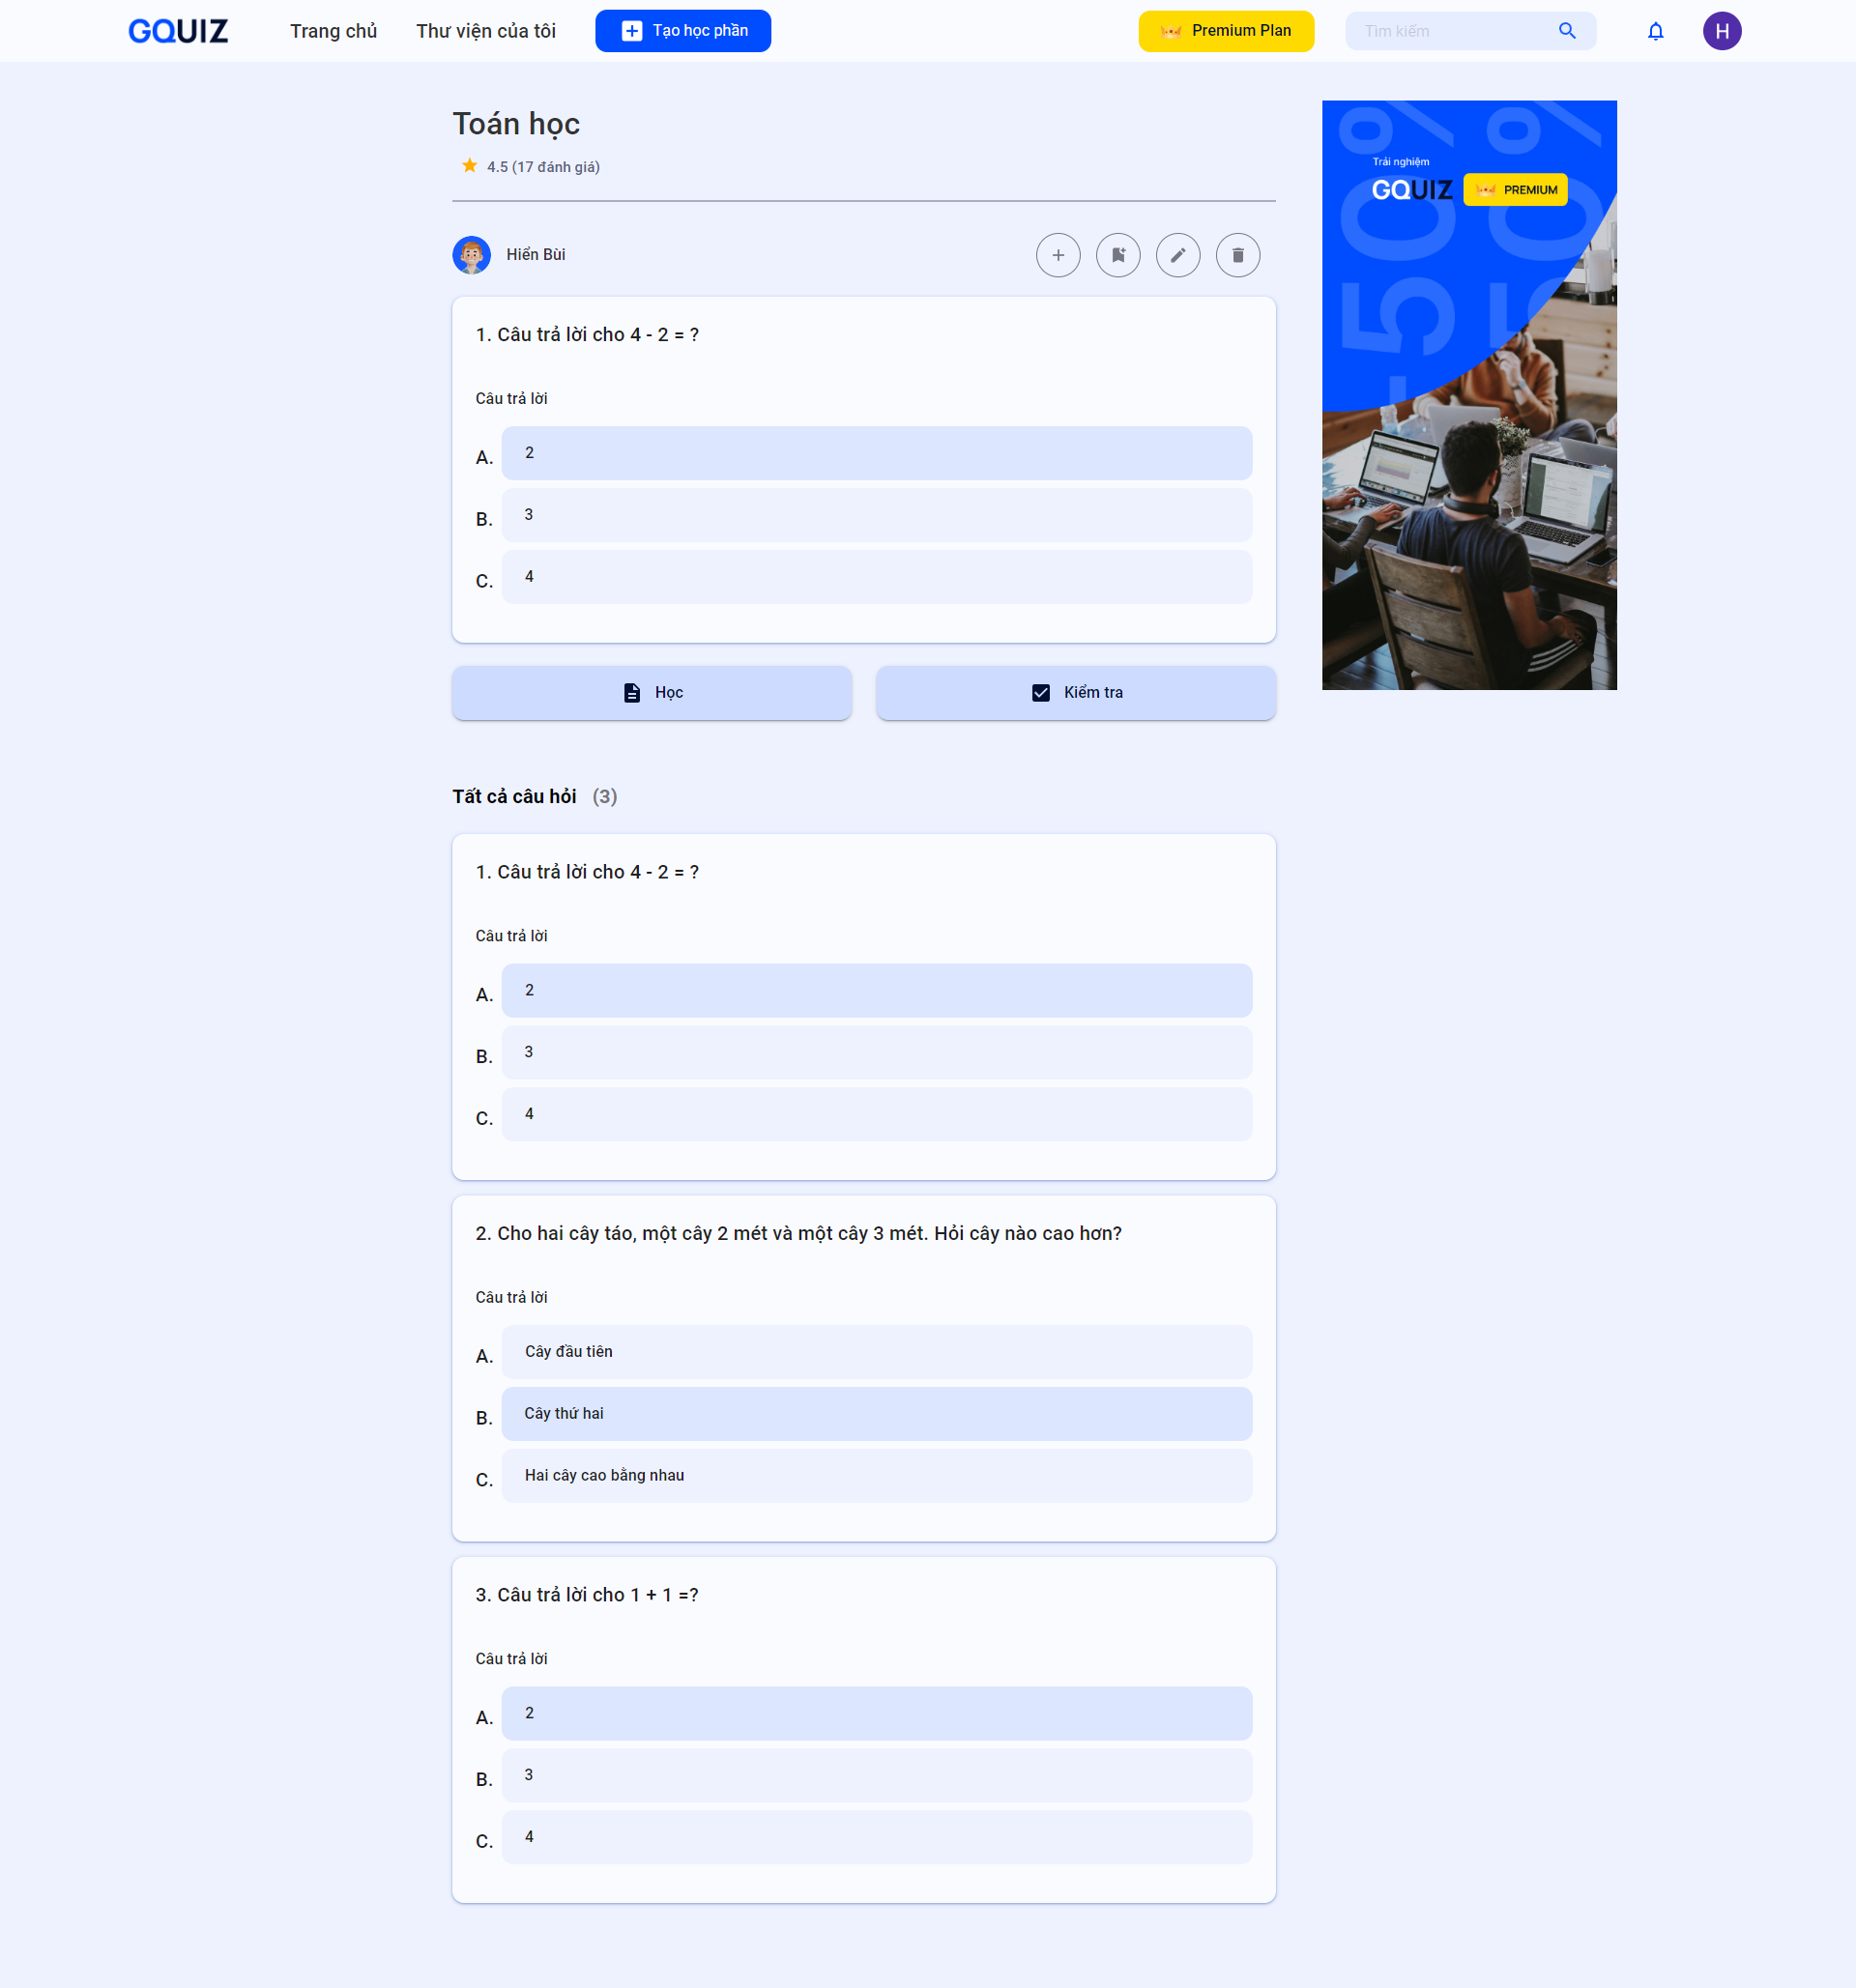 GQUIZ
Trang chủ
Thư viện của tôi
Tạo học phần
Premium Plan
Tìm kiếm
H
Toán học
4.5 (17 đánh giá)
Hiển Bùi
1. Câu trả lời cho 4 - 2 = ?
Câu trả lời
A. 2
B. 3
C. 4
Học
Kiểm tra
-50%
-50%
Trải nghiệm
GQUIZ PREMIUM
Tất cả câu hỏi (3)
1. Câu trả lời cho 4 - 2 = ?
Câu trả lời
A. 2
B. 3
C. 4
2. Cho hai cây táo, một cây 2 mét và một cây 3 mét. Hỏi cây nào cao hơn?
Câu trả lời
A. Cây đầu tiên
B. Cây thứ hai
C. Hai cây cao bằng nhau
3. Câu trả lời cho 1 + 1 =?
Câu trả lời
A. 2
B. 3
C. 4